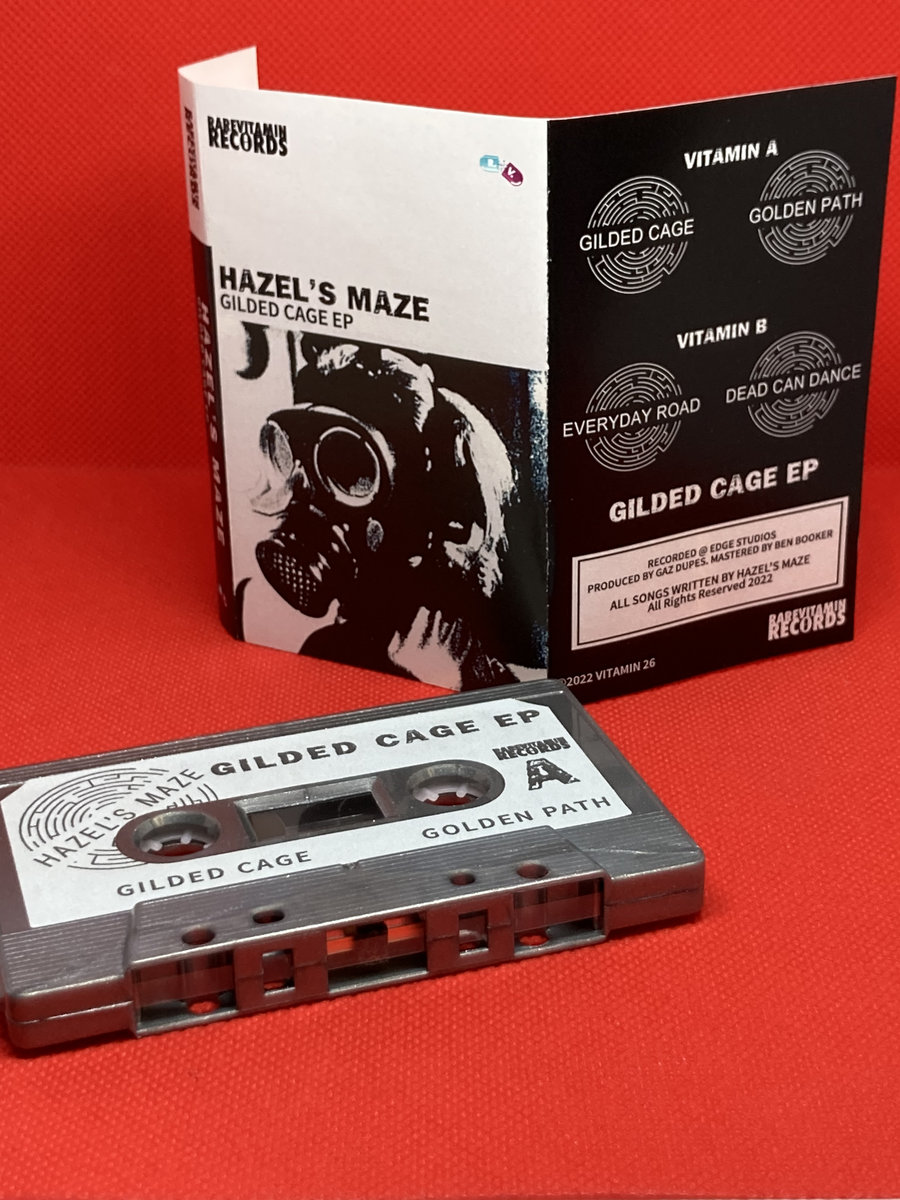 RAREVITAMIN
RECORDS
R. V.
HAZEL'S MAZE
GILDED CAGE EP
HAZEL'S MAZE
VITAMIN A
GILDED CAGE
GOLDEN PATH
VITAMIN B
EVERYDAY ROAD
DEAD CAN DANCE
GILDED CAGE EP
RECORDED @ EDGE STUDIOS
PRODUCED BY GAZ DUPES. MASTERED BY BEN BOOKER
ALL SONGS WRITTEN BY HAZEL'S MAZE
All Rights Reserved 2022
RAREVITAMIN
RECORDS
©2022 VITAMIN 26
GILDED CAGE EP
HAZEL'S MAZE
RAREVITAMIN
RECORDS
A
GILDED CAGE
GOLDEN PATH